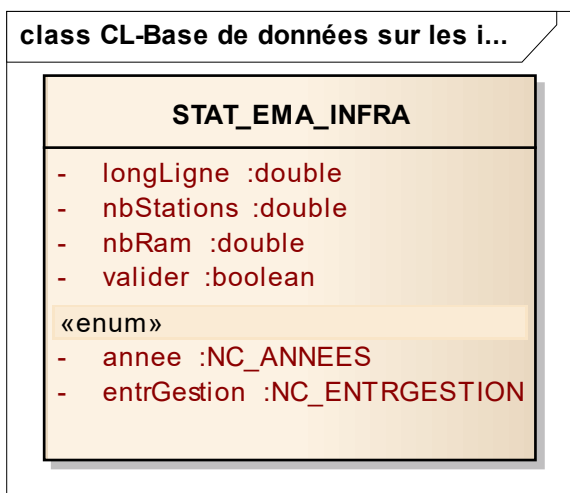 class CL-Base de données sur les i...
STAT_EMA_INFRA
- longLigne :double
- nbStations :double
- nbRam :double
- valider :boolean
«enum»
- annee :NC_ANNEES
- entrGestion :NC_ENTRGESTION